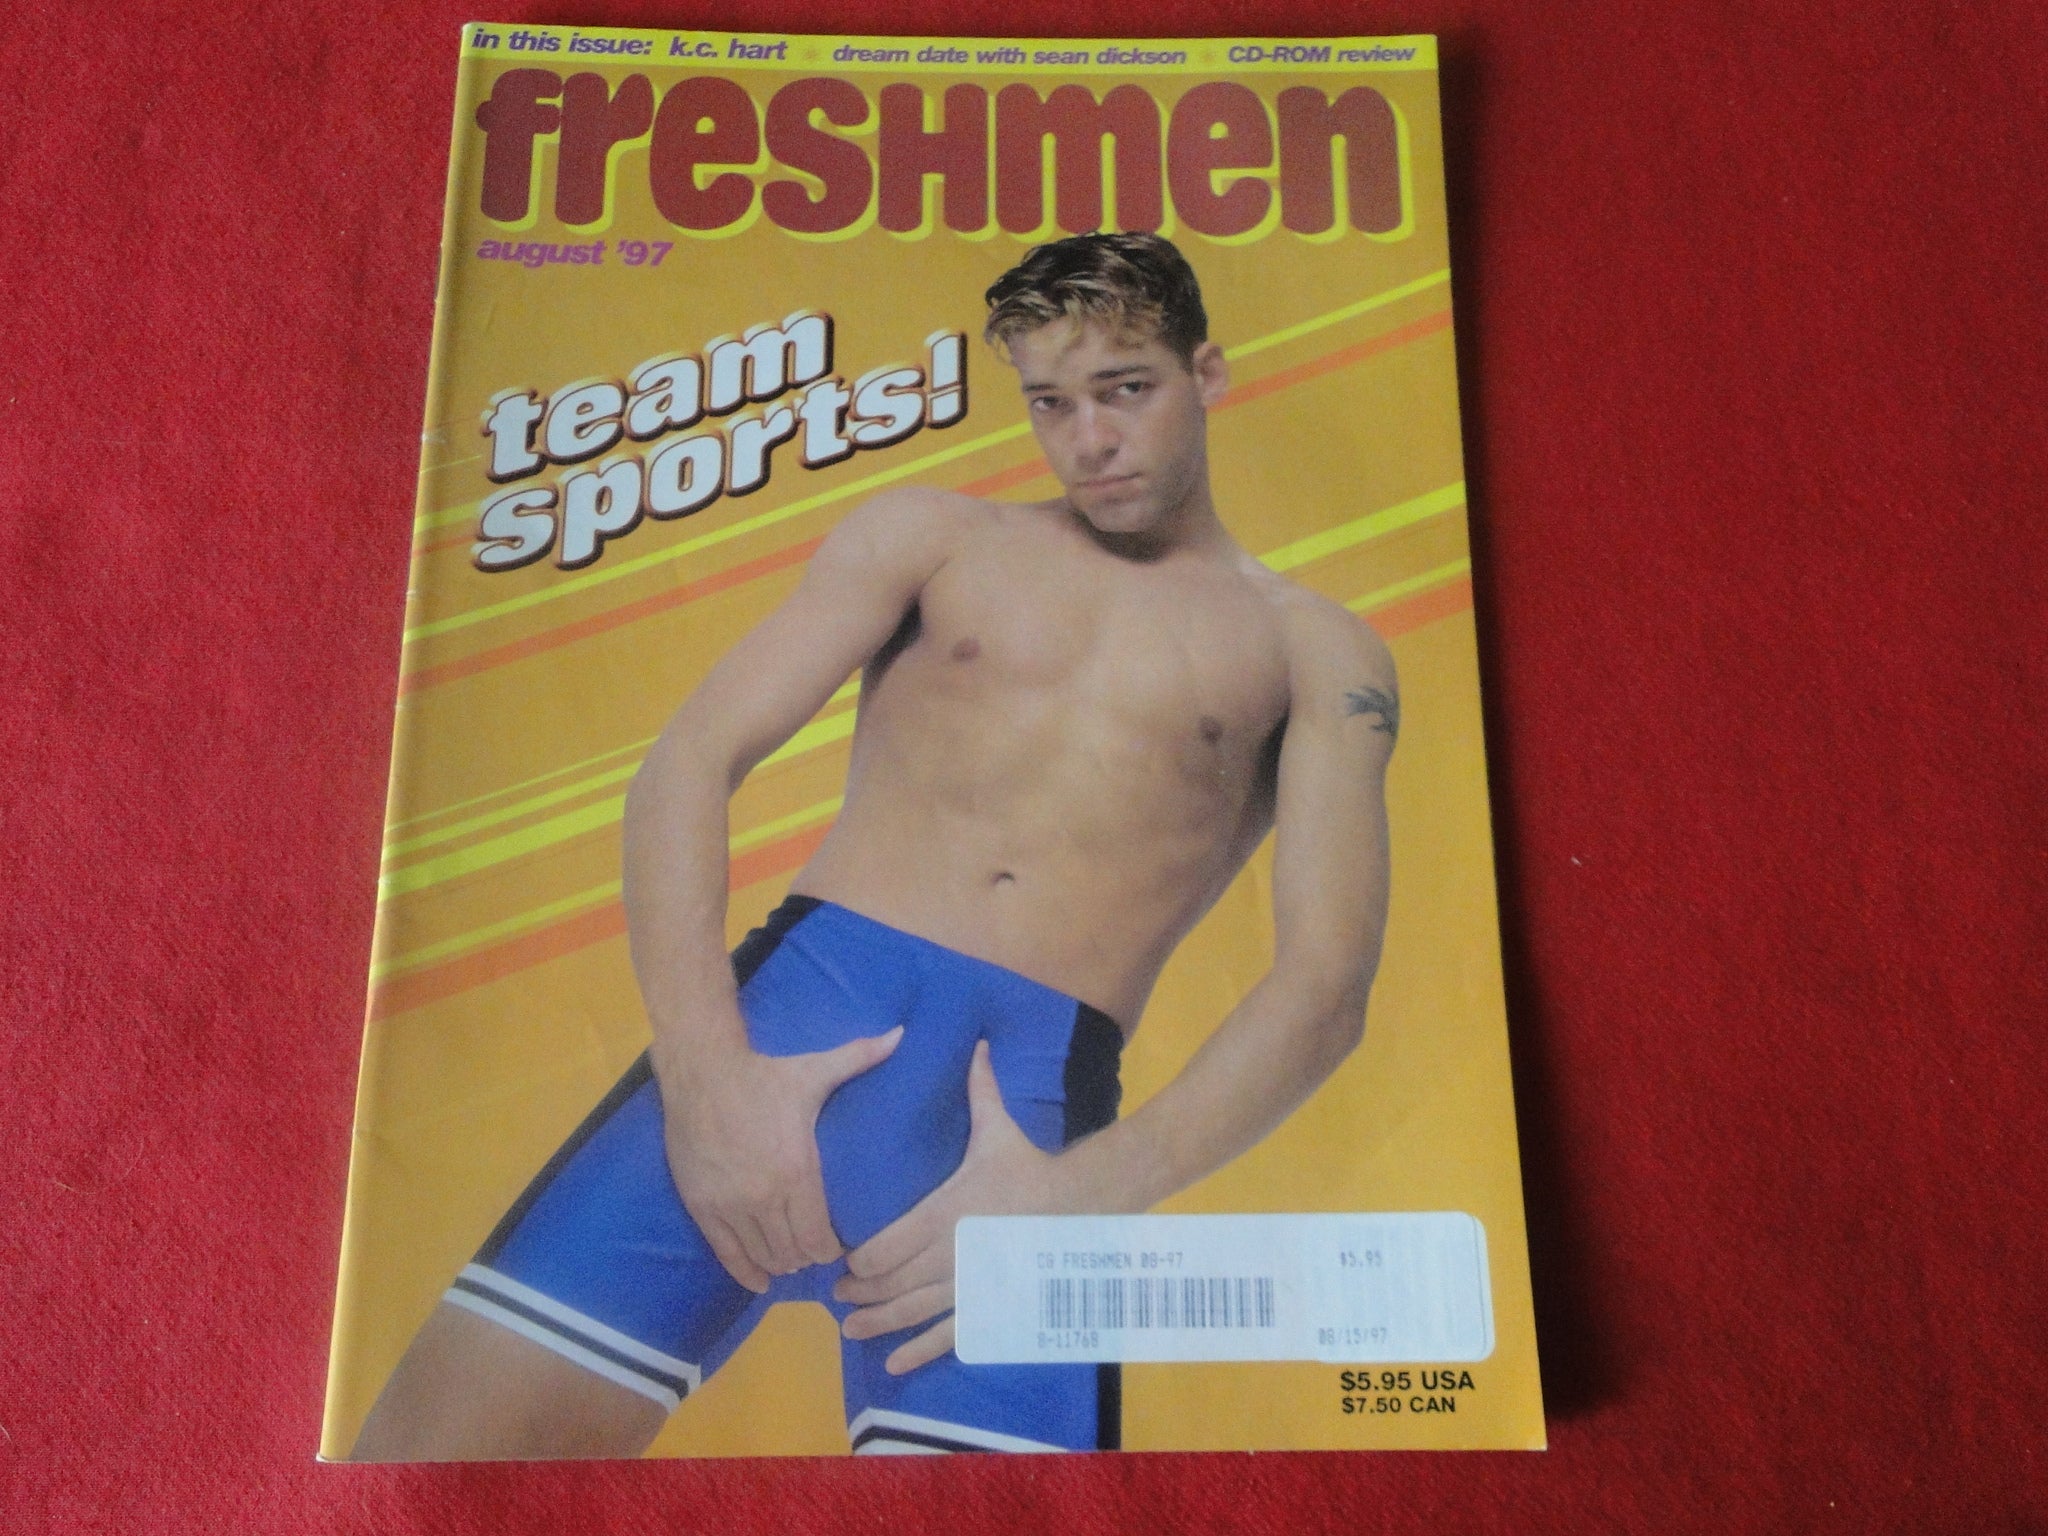 in this issue: k.c. hart * dream date with sean dickson * CD-ROM review
fresHmen
august '97
team
sports!
CG FRESHMEN 08-97 $5.95
8-11768 08/15/97
$5.95 USA
$7.50 CAN